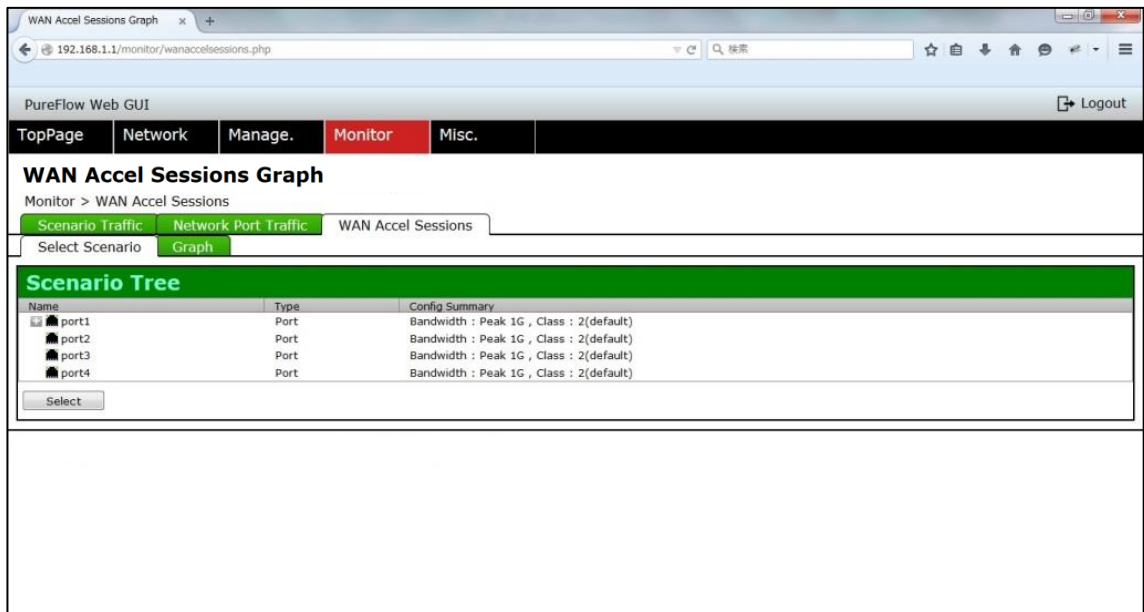 WAN Accel Sessions Graph × +
192.168.1.1/monitor/wanaccelsessions.php 検索
PureFlow Web GUI Logout
TopPage Network Manage. Monitor Misc.
WAN Accel Sessions Graph
Monitor > WAN Accel Sessions
Scenario Traffic Network Port Traffic WAN Accel Sessions
Select Scenario Graph
Scenario Tree
Name Type Config Summary
port1 Port Bandwidth : Peak 1G , Class : 2(default)
port2 Port Bandwidth : Peak 1G , Class : 2(default)
port3 Port Bandwidth : Peak 1G , Class : 2(default)
port4 Port Bandwidth : Peak 1G , Class : 2(default)
Select